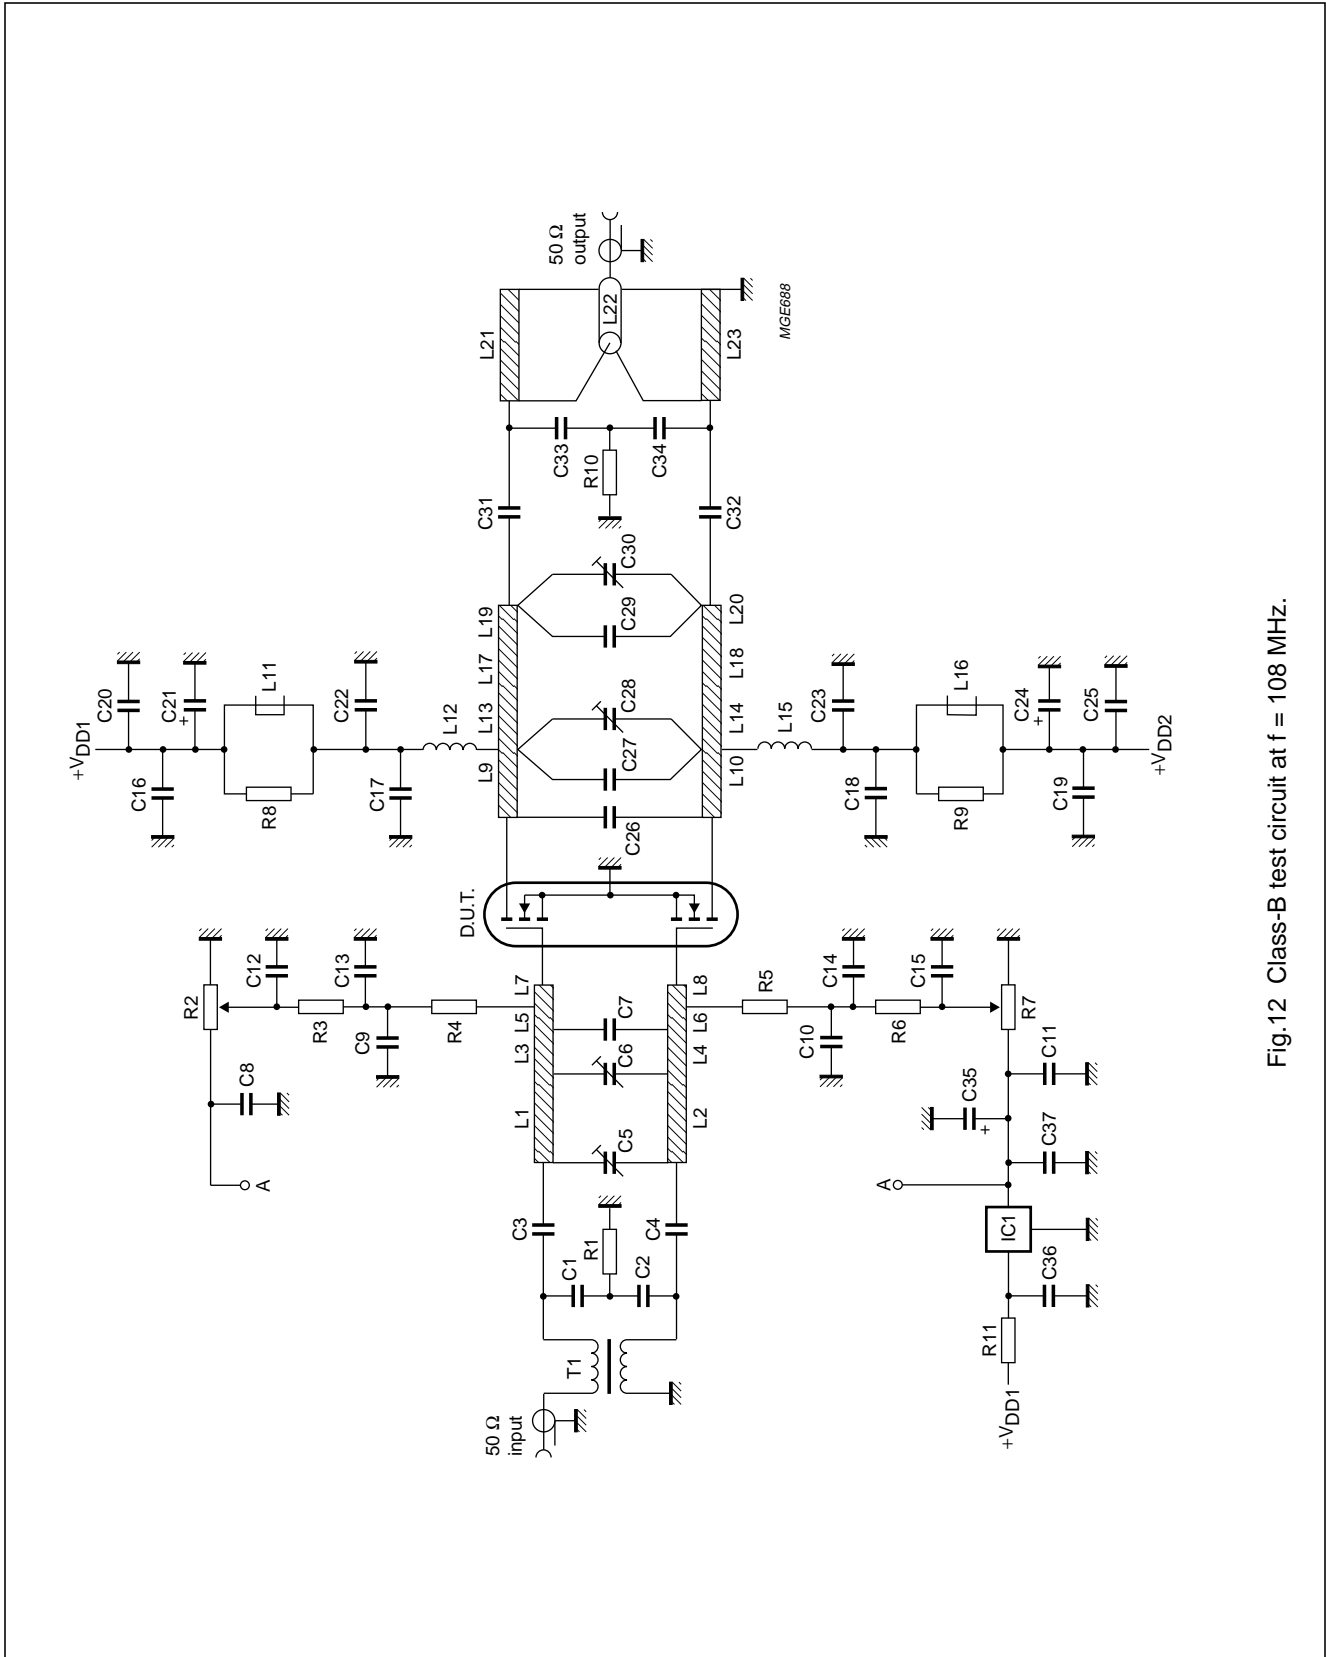 +VDD1
C20
C16
C21
L11
R8
C22
C17
L12
50 Ω
output
L21
L22
L23
MGE688
C33
R10
C34
C31
C32
L9 L13 L17 L19
C30
C29
C28
C27
C26
L10 L14 L18 L20
L15
C23
C18
L16
R9
C24
C19
C25
+VDD2
D.U.T.
R2
C12
C13
R3
C9
R4
C8
A
L1 L3 L5 L7
C7
C6
C5
L2 L4 L6 L8
R5
C14
C10
C15
R6
R7
C11
C35
+
C37
A
IC1
C36
R11
+VDD1
C3
C1
R1
C2
C4
T1
50 Ω
input
+
+
Fig.12 Class-B test circuit at f = 108 MHz.